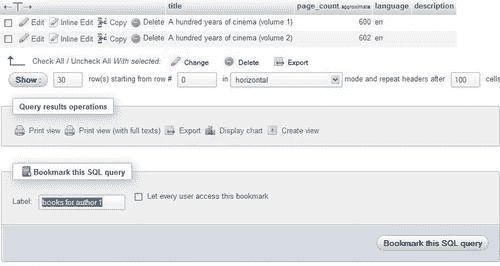 title page_count approximate language description
Edit Inline Edit Copy Delete A hundred years of cinema (volume 1) 600 en
Edit Inline Edit Copy Delete A hundred years of cinema (volume 2) 602 en
Check All / Uncheck All With selected: Change Delete Export
Show : 30 row(s) starting from row # 0 in horizontal mode and repeat headers after 100 cells
Query results operations
Print view Print view (with full texts) Export Display chart Create view
Bookmark this SQL query
Label: books for author 1 Let every user access this bookmark
Bookmark this SQL query